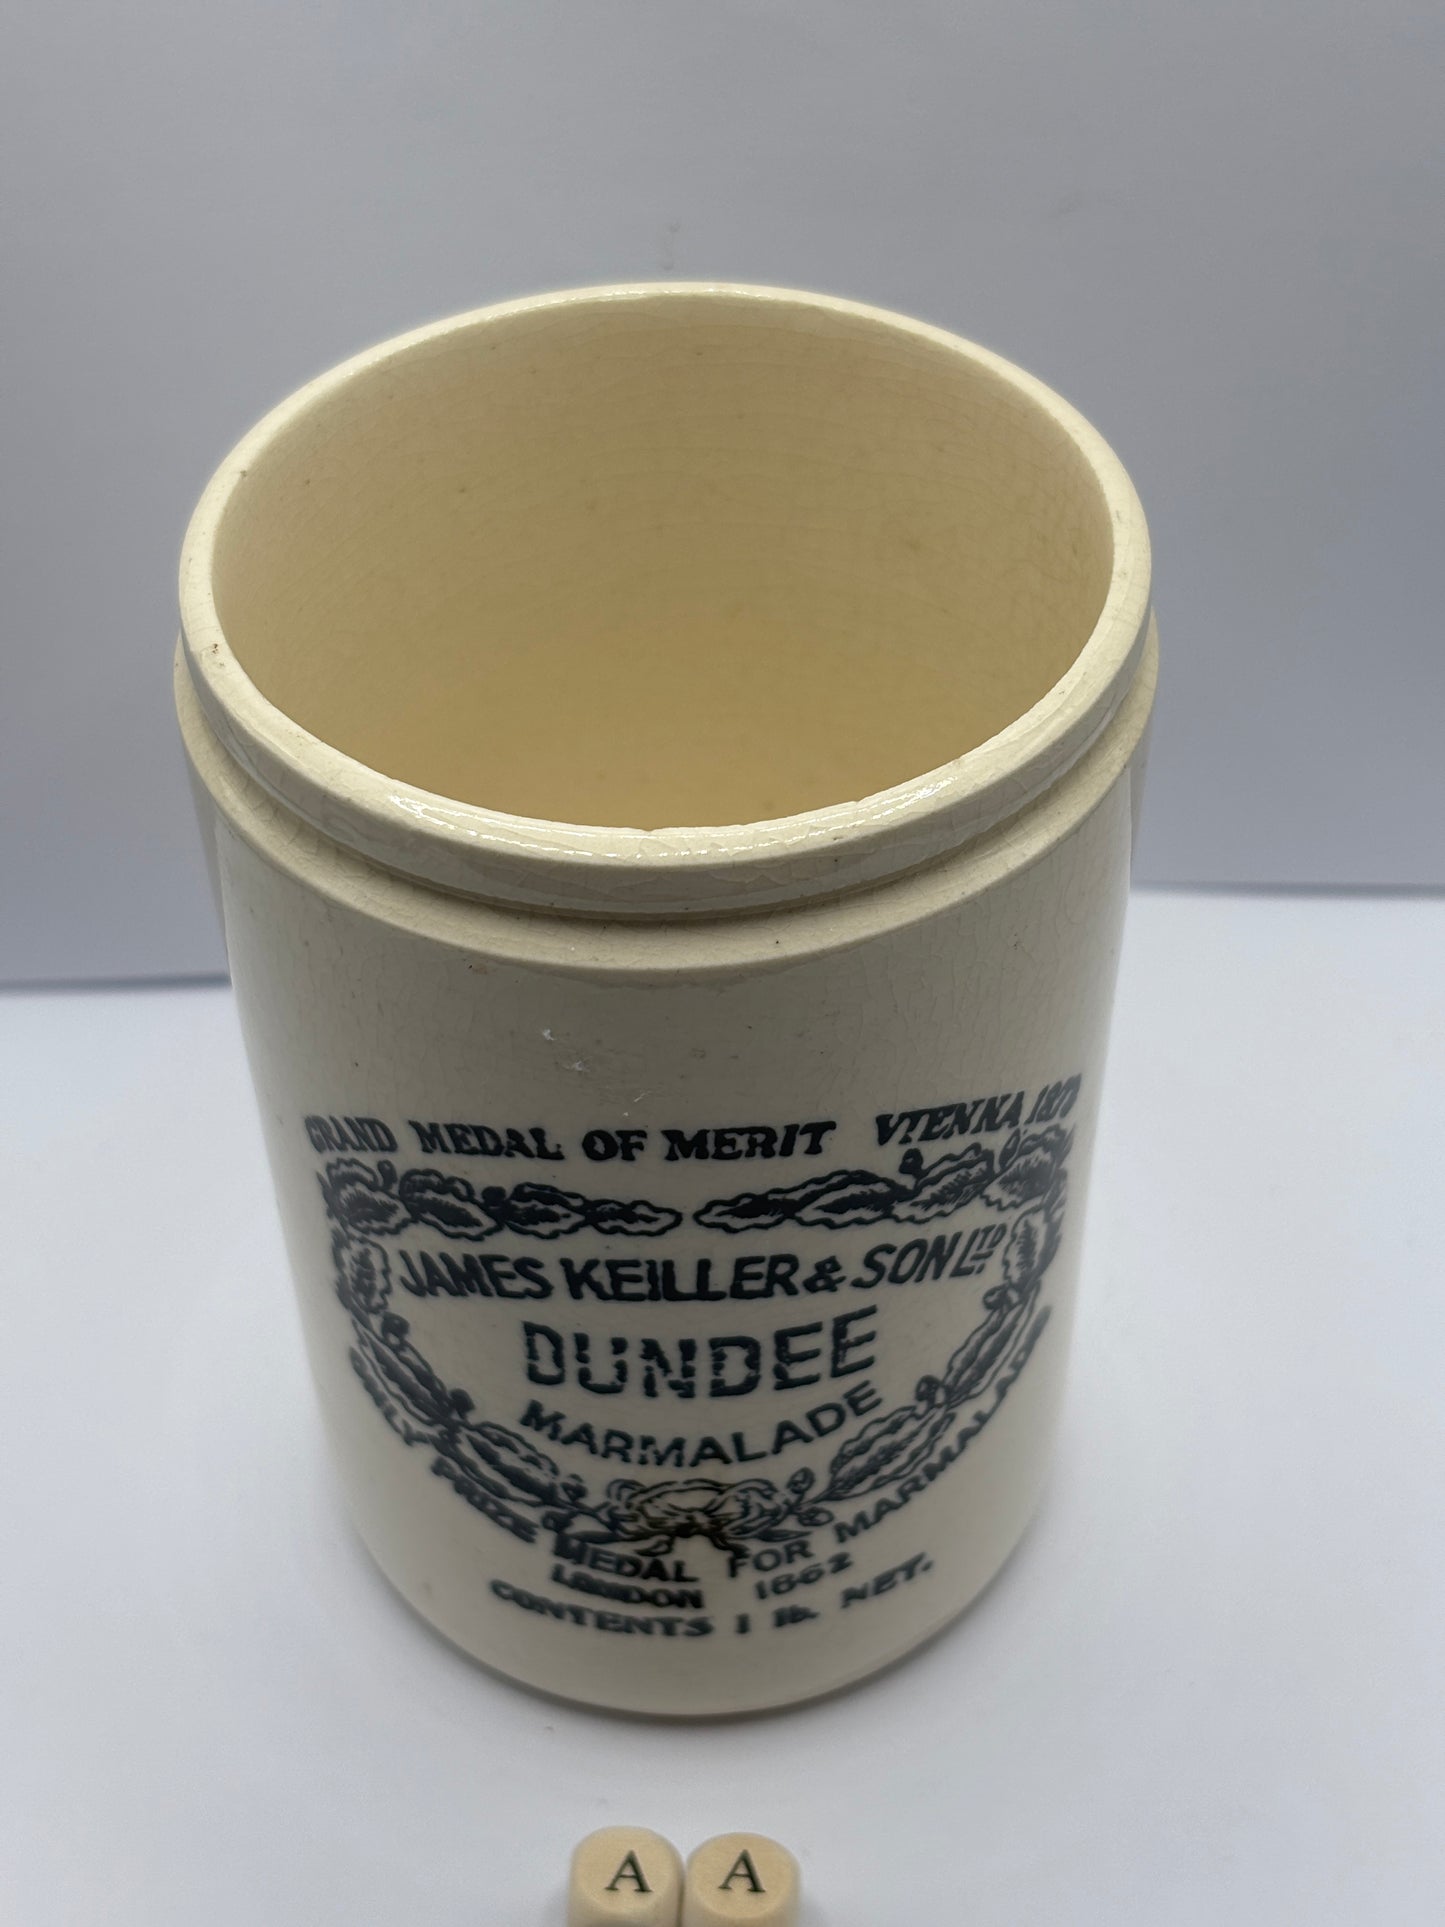 GRAND MEDAL OF MERIT VIENNA 1873
JAMES KEILLER & SON LTD
DUNDEE
MARMALADE
ONLY PRIZE MEDAL FOR MARMALADE
LONDON 1862
CONTENTS 1 lb. NET.
A A